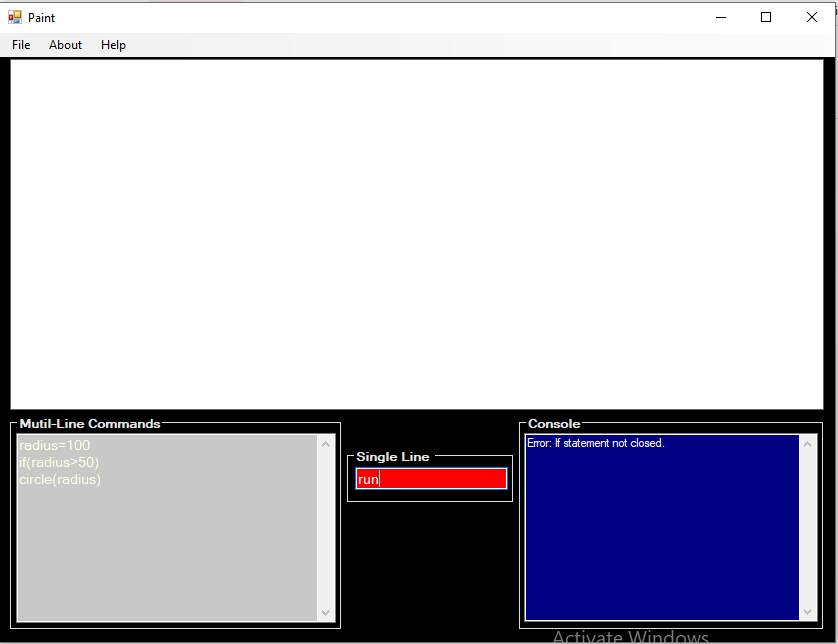 Paint
File About Help
Mutil-Line Commands
radius=100
if(radius>50)
circle(radius)
Single Line
run
Console
Error: If statement not closed.
Activate Windows